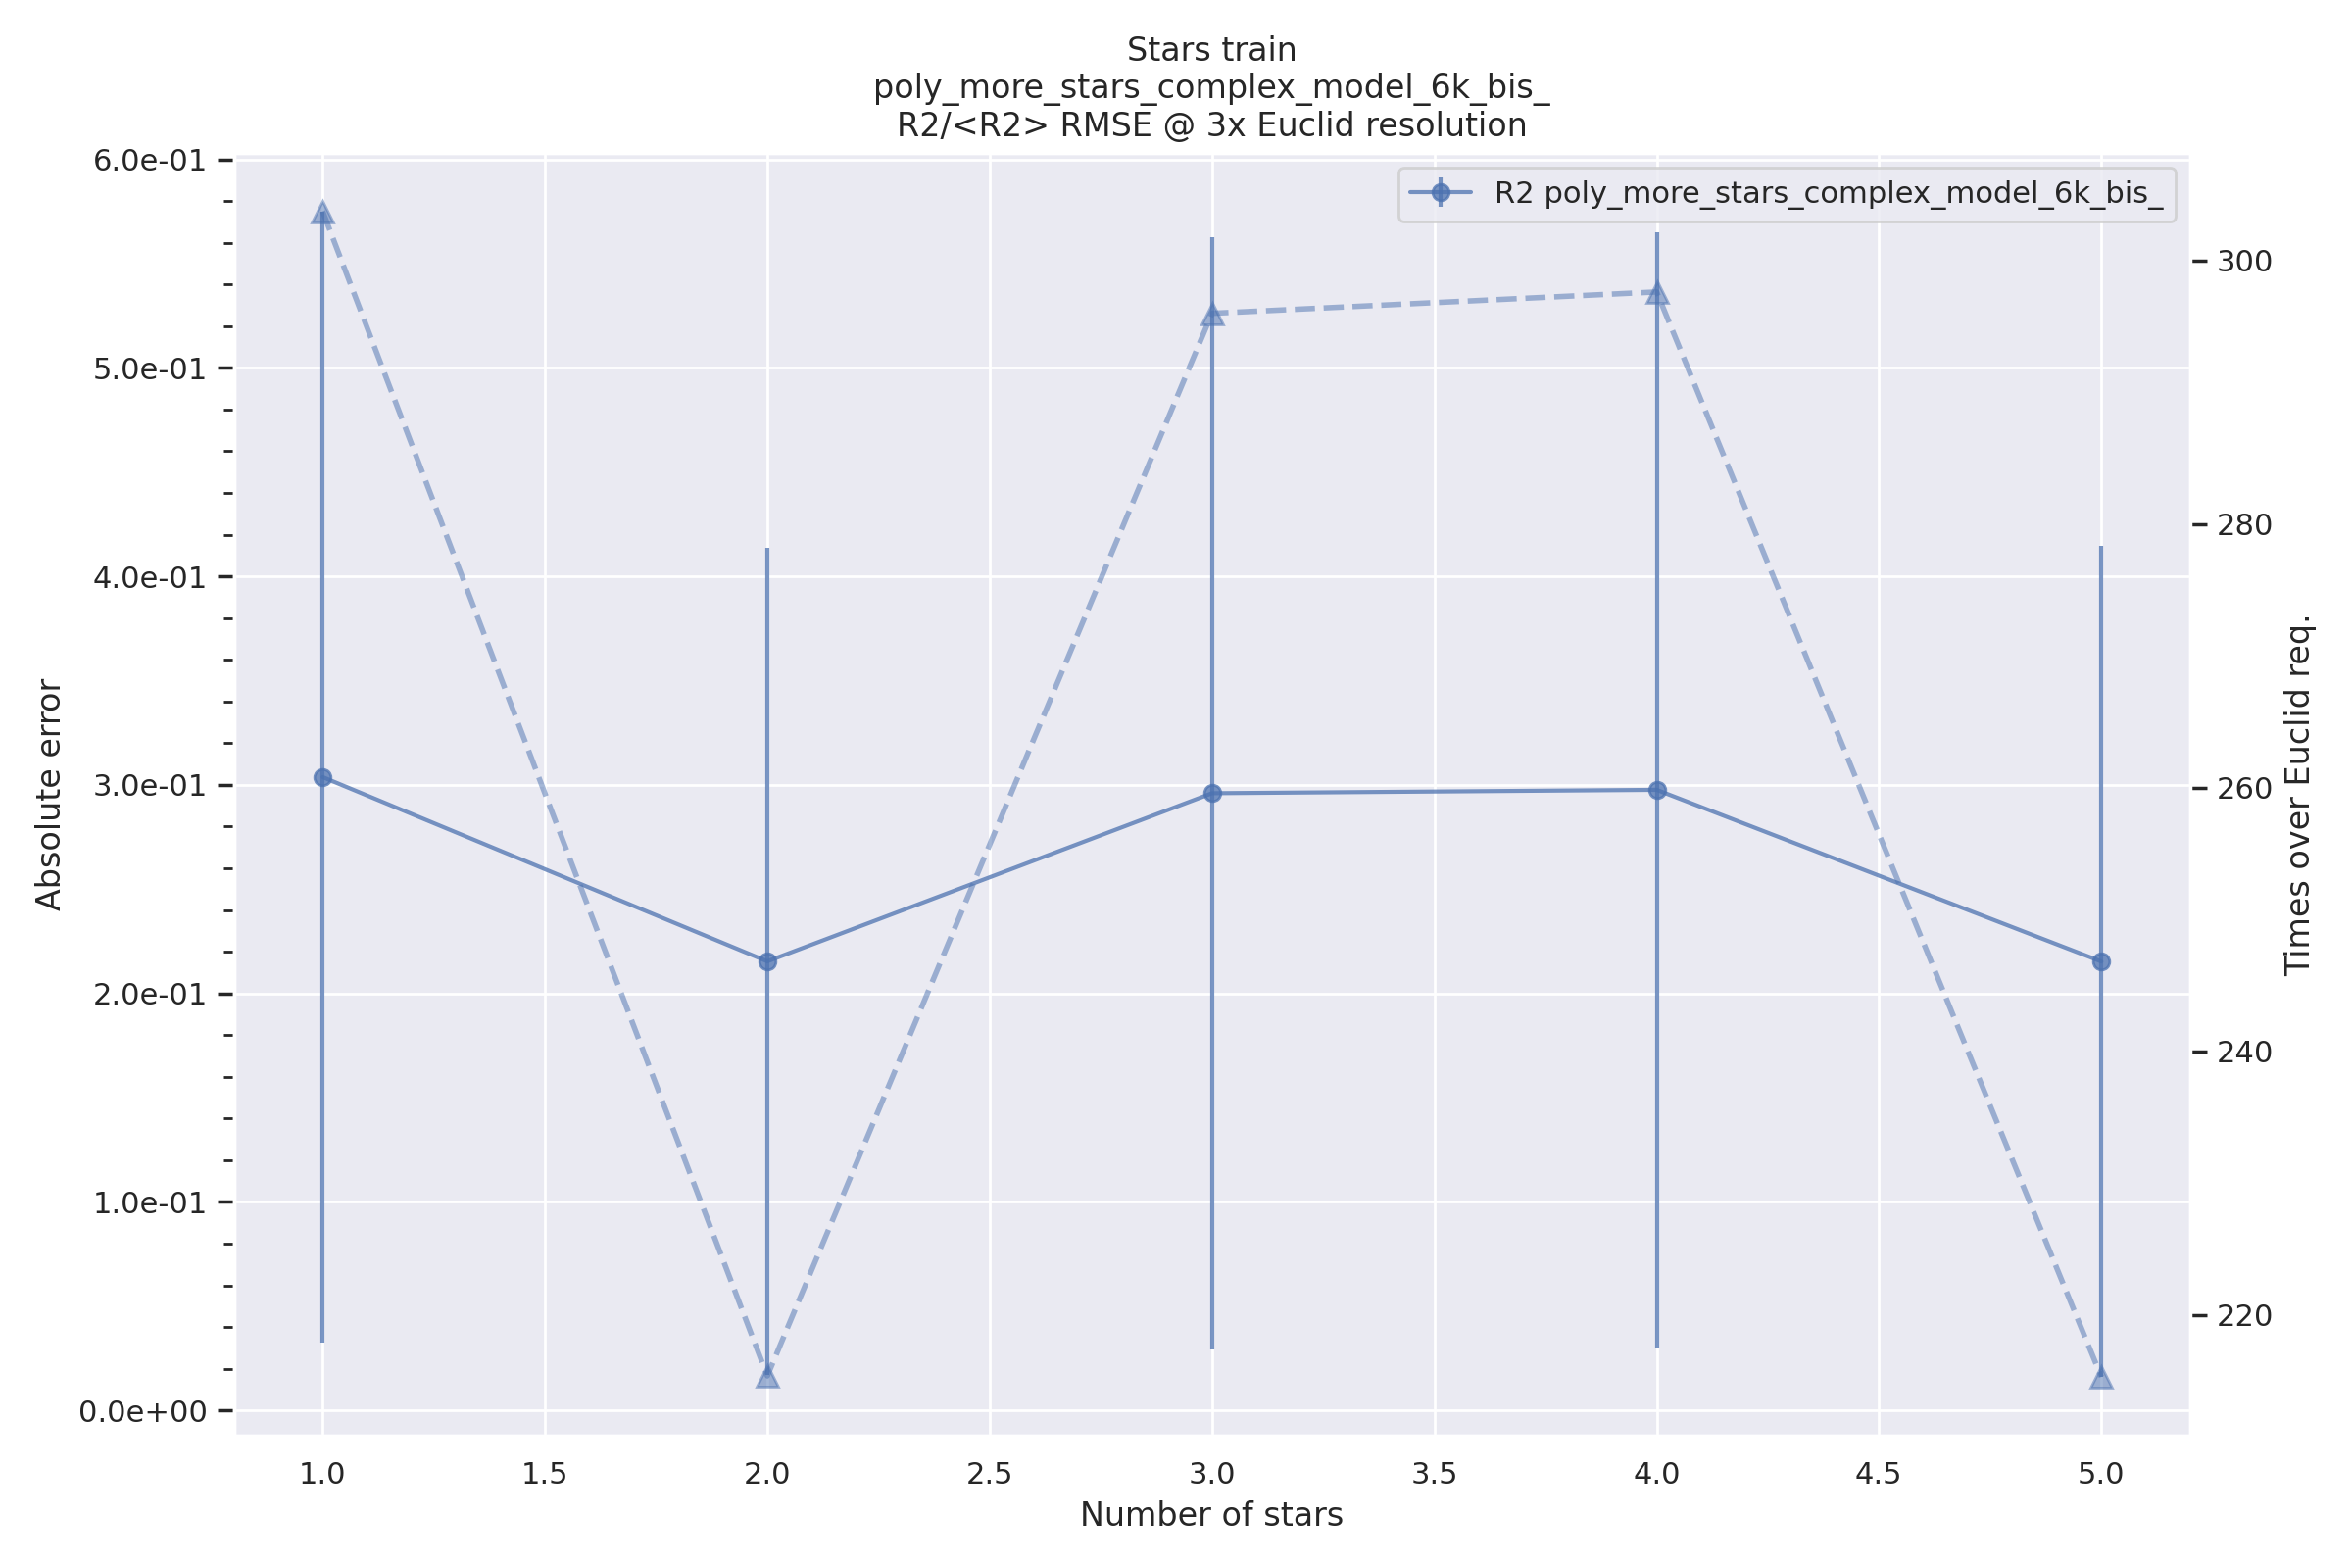 Stars train
poly_more_stars_complex_model_6k_bis_
R2/<R2> RMSE @ 3x Euclid resolution
R2 poly_more_stars_complex_model_6k_bis_
Absolute error
6.0e-01
5.0e-01
4.0e-01
3.0e-01
2.0e-01
1.0e-01
0.0e+00
300
280
260
240
220
Times over Euclid req.
1.0 1.5 2.0 2.5 3.0 3.5 4.0 4.5 5.0
Number of stars